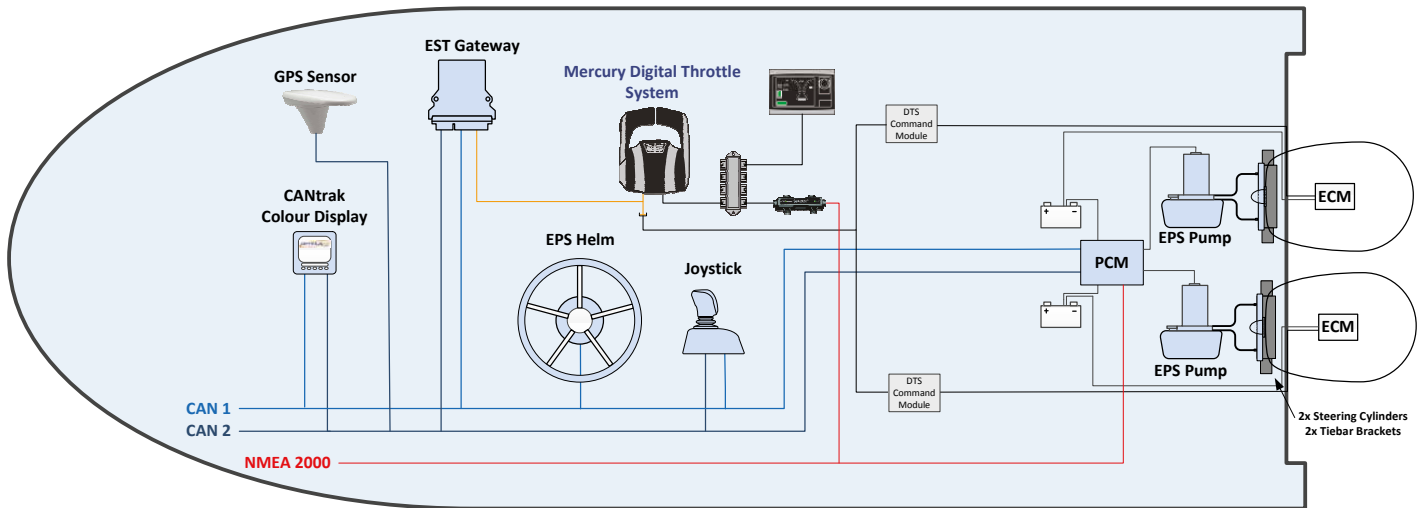 EST Gateway
GPS Sensor
Mercury Digital Throttle
System
DTS
Command
Module
CANtrak
Colour Display
EPS Helm
Joystick
+ −
EPS Pump
ECM
PCM
+ −
EPS Pump
ECM
DTS
Command
Module
CAN 1
CAN 2
NMEA 2000
2x Steering Cylinders
2x Tiebar Brackets